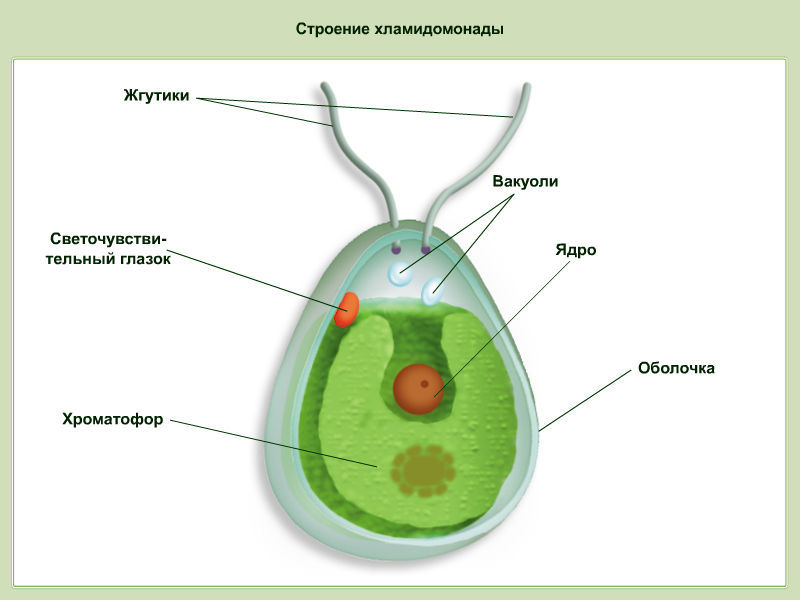 Строение хламидомонады
Жгутики
Вакуоли
Светочувстви-
тельный глазок
Ядро
Оболочка
Хроматофор